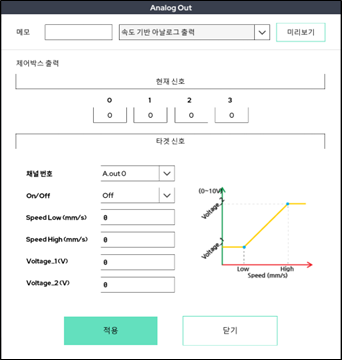 Analog Out
메모 속도 기반 아날로그 출력 미리보기
제어박스 출력
현재 신호
0 1 2 3
0 0 0 0
타겟 신호
채널 번호 A.out 0
On/Off Off
Speed Low (mm/s) 0
Speed High (mm/s) 0
Voltage_1 (V) 0
Voltage_2 (V) 0
(0~10V)
Voltage_2
Voltage_1
Low High
Speed (mm/s)
적용 닫기